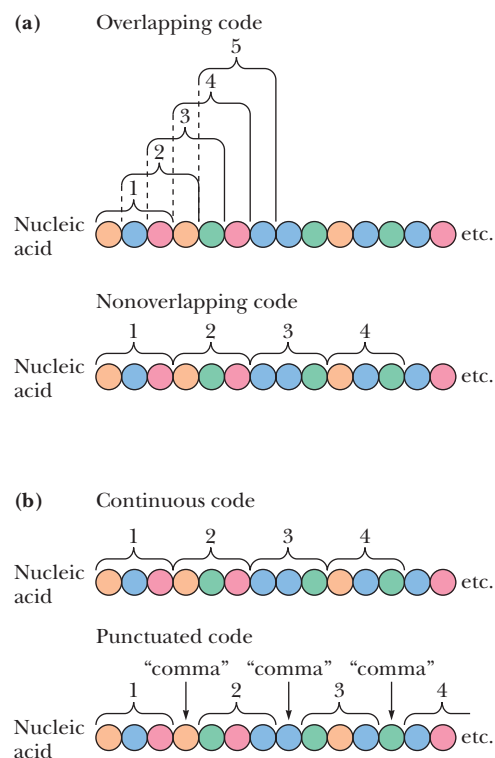 (a) Overlapping code
5
4
3
2
1
Nucleic acid etc.
Nonoverlapping code
1 2 3 4
Nucleic acid etc.
(b) Continuous code
1 2 3 4
Nucleic acid etc.
Punctuated code
“comma” “comma” “comma”
1 2 3 4
Nucleic acid etc.